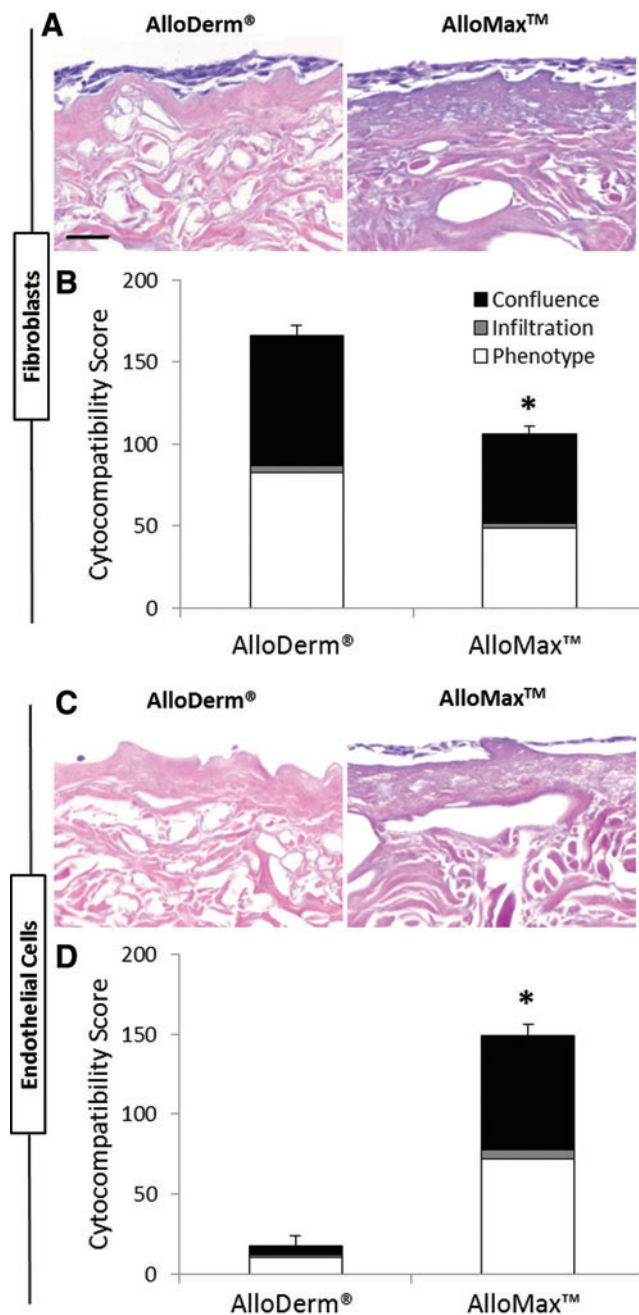 A
AlloDerm®
AlloMax™
Fibroblasts
B
Cytocompatibility Score
200
150
100
50
0
Confluence
Infiltration
Phenotype
*
AlloDerm®
AlloMax™
C
AlloDerm®
AlloMax™
Endothelial Cells
D
Cytocompatibility Score
200
150
100
50
0
*
AlloDerm®
AlloMax™